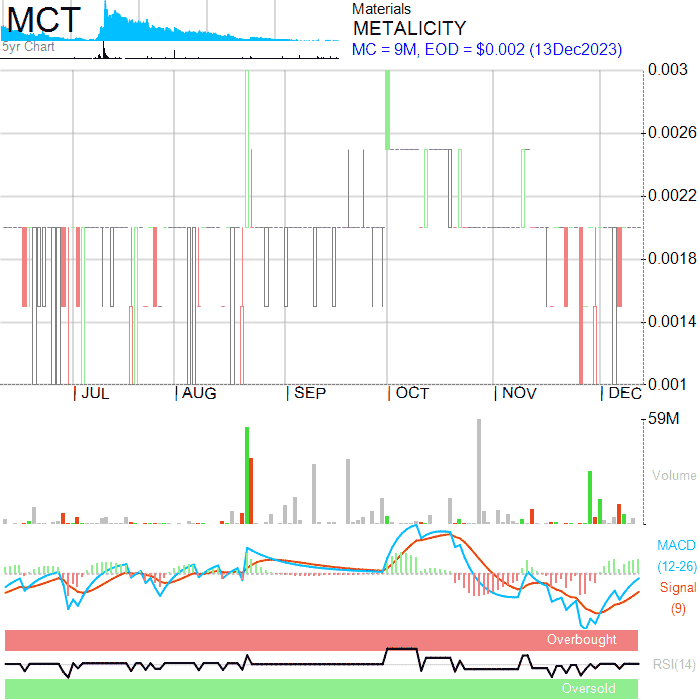 MCT
5yr Chart
Materials
METALICITY
MC = 9M, EOD = $0.002 (13Dec2023)
0.003
0.0026
0.0022
0.0018
0.0014
0.001
JUL
AUG
SEP
OCT
NOV
DEC
59M
Volume
MACD
(12-26)
Signal
(9)
Overbought
RSI(14)
Oversold